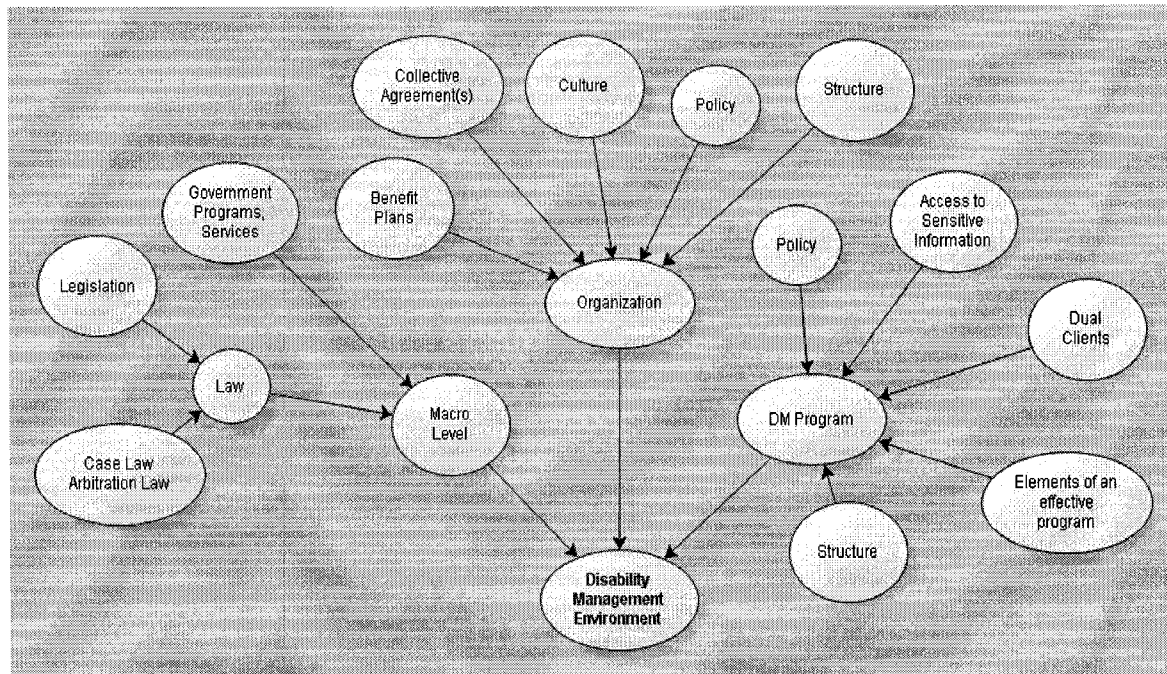 Collective
Agreement(s)
Culture
Policy
Structure
Government
Programs,
Services
Benefit
Plans
Access to
Sensitive
Information
Policy
Legislation
Organization
Dual
Clients
Law
Macro
Level
DM Program
Case Law
Arbitration Law
Elements of an
effective
program
Structure
Disability
Management
Environment